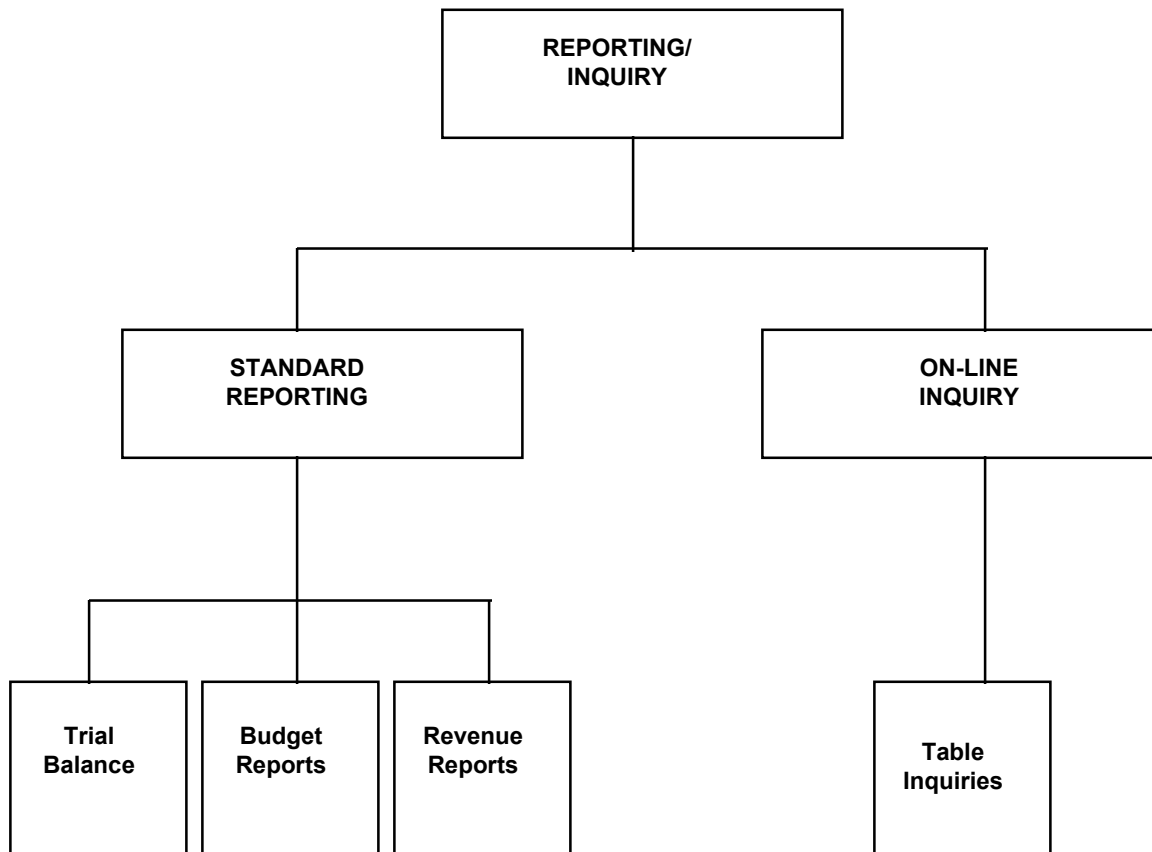 REPORTING/
INQUIRY
STANDARD
REPORTING
ON-LINE
INQUIRY
Trial
Balance
Budget
Reports
Revenue
Reports
Table
Inquiries